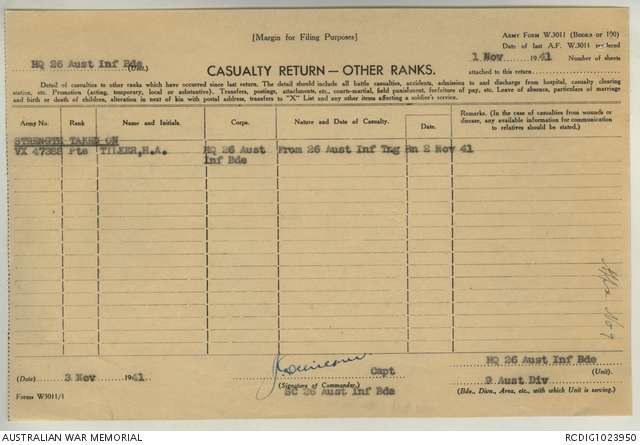 [Margin for Filing Purposes]
ARMY FORM W.3011 (BOOKS OF 100)
Date of last A.F. W.3011 rendered
HQ 26 Aust Inf Bde (Unit).
1 Nov 1941 Number of sheets
CASUALTY RETURN — OTHER RANKS.
attached to this return
Detail of casualties to other ranks which have occurred since last return. The detail should include all battle casualties, accidents, admissions to and discharge from hospital, casualty clearing
station, etc. Promotion (acting, temporary, local or substantive). Transfers, postings, attachments, etc., court-martial, field punishment, forfeiture of pay, etc. Leave of absence, particulars of marriage
and birth or death of children, alteration in next of kin with postal address, transfers to "X" List and any other items affecting a soldier's service.
Army No. Rank Name and Initials. Corps. Nature and Date of Casualty. Date. Remarks. (In the case of casualties from wounds or
disease, any available information for communication
to relatives should be stated.)
STRENGTH TAKEN ON
Pte TILKER, H.A. HQ 26 Aust From 26 Aust Inf Tng Bn 2 Nov 41
Inf Bde
HQ 26 Aust Inf Bde
(Date) 3 Nov 1941 Capt (Unit).
(Signature of Commander.) 9 Aust Div
SC 26 Aust Inf Bde (Bde., Divn., Area, etc., with which Unit is serving.)
Forms W3011/1
AUSTRALIAN WAR MEMORIAL RCDIG1023950